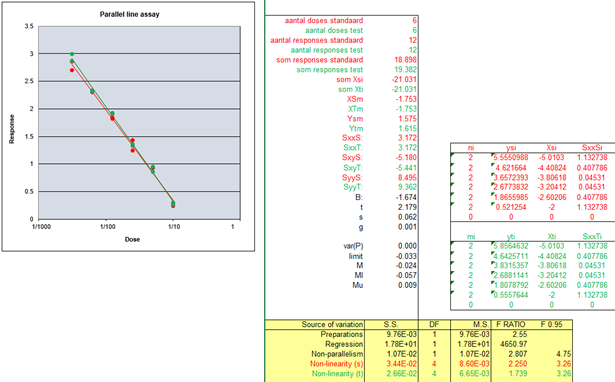 Parallel line assay
3.5
3
2.5
2
1.5
1
0.5
0
1/1000
1/100
1/10
1
Response
Dose
aantal doses standaard 6
aantal doses test 6
aantal responses standaard 12
aantal responses test 12
som responses standaard 18.898
som responses test 19.382
som Xsi -21.031
som Xti -21.031
XSm -1.753
XTm -1.753
Ysm 1.575
Ytm 1.615
SxxS: 3.172
SxxT: 3.172
SxyS: -5.180
SxyT: -5.441
SyyS: 8.495
SyyT: 9.362
B: -1.674
t 2.179
s 0.062
g 0.001
var(P) 0.000
limit -0.033
M -0.024
Ml -0.057
Mu 0.009
ni ysi Xsi SxxSi
2 5.5550988 -5.0103 1.132738
2 4.621664 -4.40824 0.407786
2 3.6572393 -3.80618 0.04531
2 2.6773832 -3.20412 0.04531
2 1.8655985 -2.60206 0.407786
2 0.521254 -2 1.132738
0 0 0 0
mi yti Xti SxxTi
2 5.8564632 -5.0103 1.132738
2 4.6425711 -4.40824 0.407786
2 3.8315357 -3.80618 0.04531
2 2.6881141 -3.20412 0.04531
2 1.8078792 -2.60206 0.407786
2 0.5557644 -2 1.132738
0 0 0 0
Source of variation S.S. DF M.S. F RATIO F 0.95
Preparations 9.76E-03 1 9.76E-03 2.55
Regression 1.78E+01 1 1.78E+01 4650.97
Non-parallelism 1.07E-02 1 1.07E-02 2.807 4.75
Non-linearity (s) 3.44E-02 4 8.60E-03 2.250 3.26
Non-linearity (t) 2.66E-02 4 6.65E-03 1.739 3.26